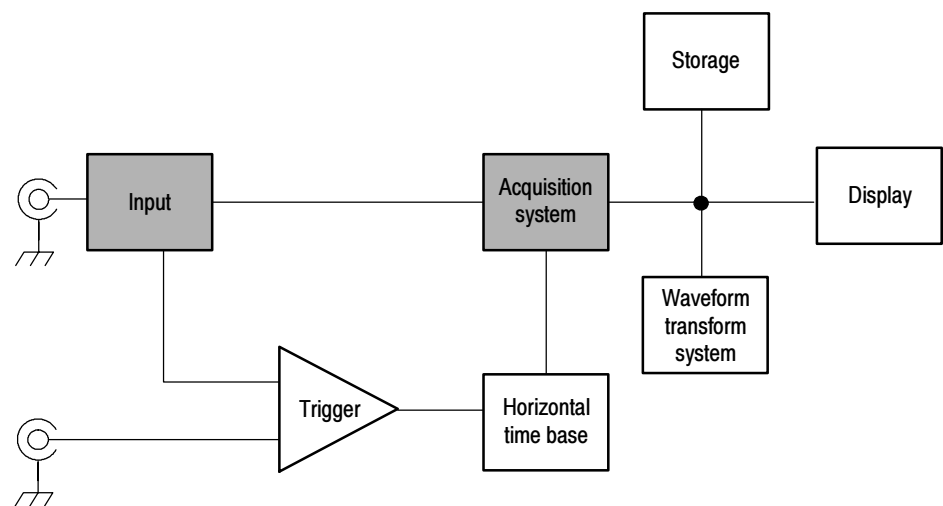 Storage
Input
Acquisition
system
Display
Waveform
transform
system
Trigger
Horizontal
time base